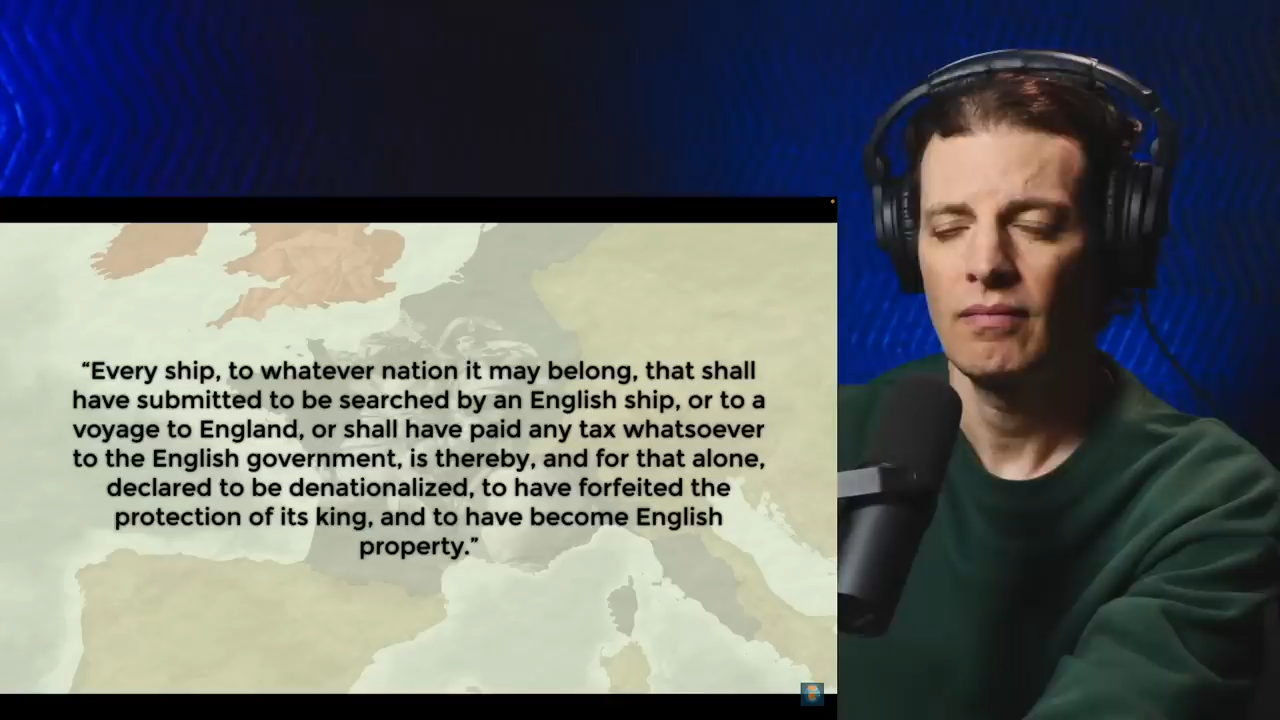 “Every ship, to whatever nation it may belong, that shall
have submitted to be searched by an English ship, or to a
voyage to England, or shall have paid any tax whatsoever
to the English government, is thereby, and for that alone,
declared to be denationalized, to have forfeited the
protection of its king, and to have become English
property.”